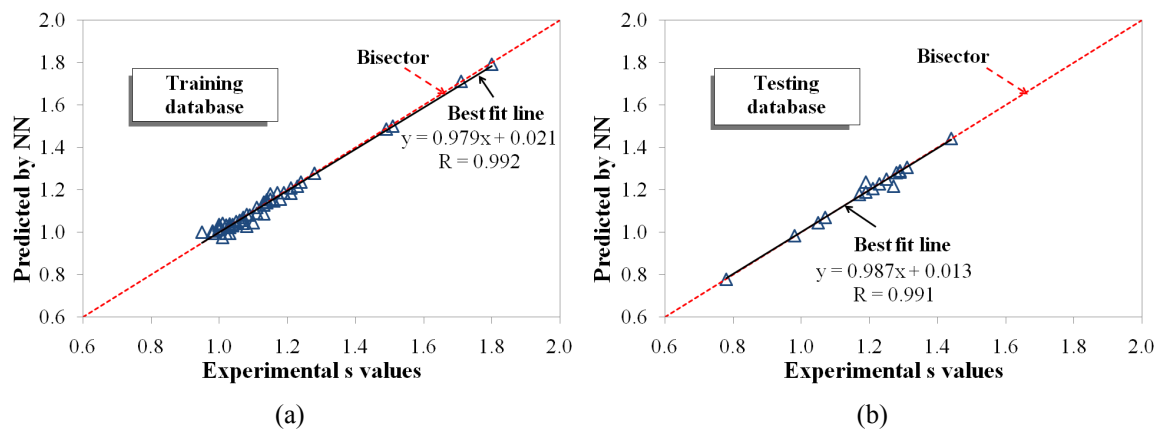 2.0
1.8
1.6
1.4
1.2
1.0
0.8
0.6
Predicted by NN
Training
database
Bisector
Best fit line
y = 0.979x + 0.021
R = 0.992
0.6 0.8 1.0 1.2 1.4 1.6 1.8 2.0
Experimental s values
(a)
2.0
1.8
1.6
1.4
1.2
1.0
0.8
0.6
Predicted by NN
Testing
database
Bisector
Best fit line
y = 0.987x + 0.013
R = 0.991
0.6 0.8 1.0 1.2 1.4 1.6 1.8 2.0
Experimental s values
(b)